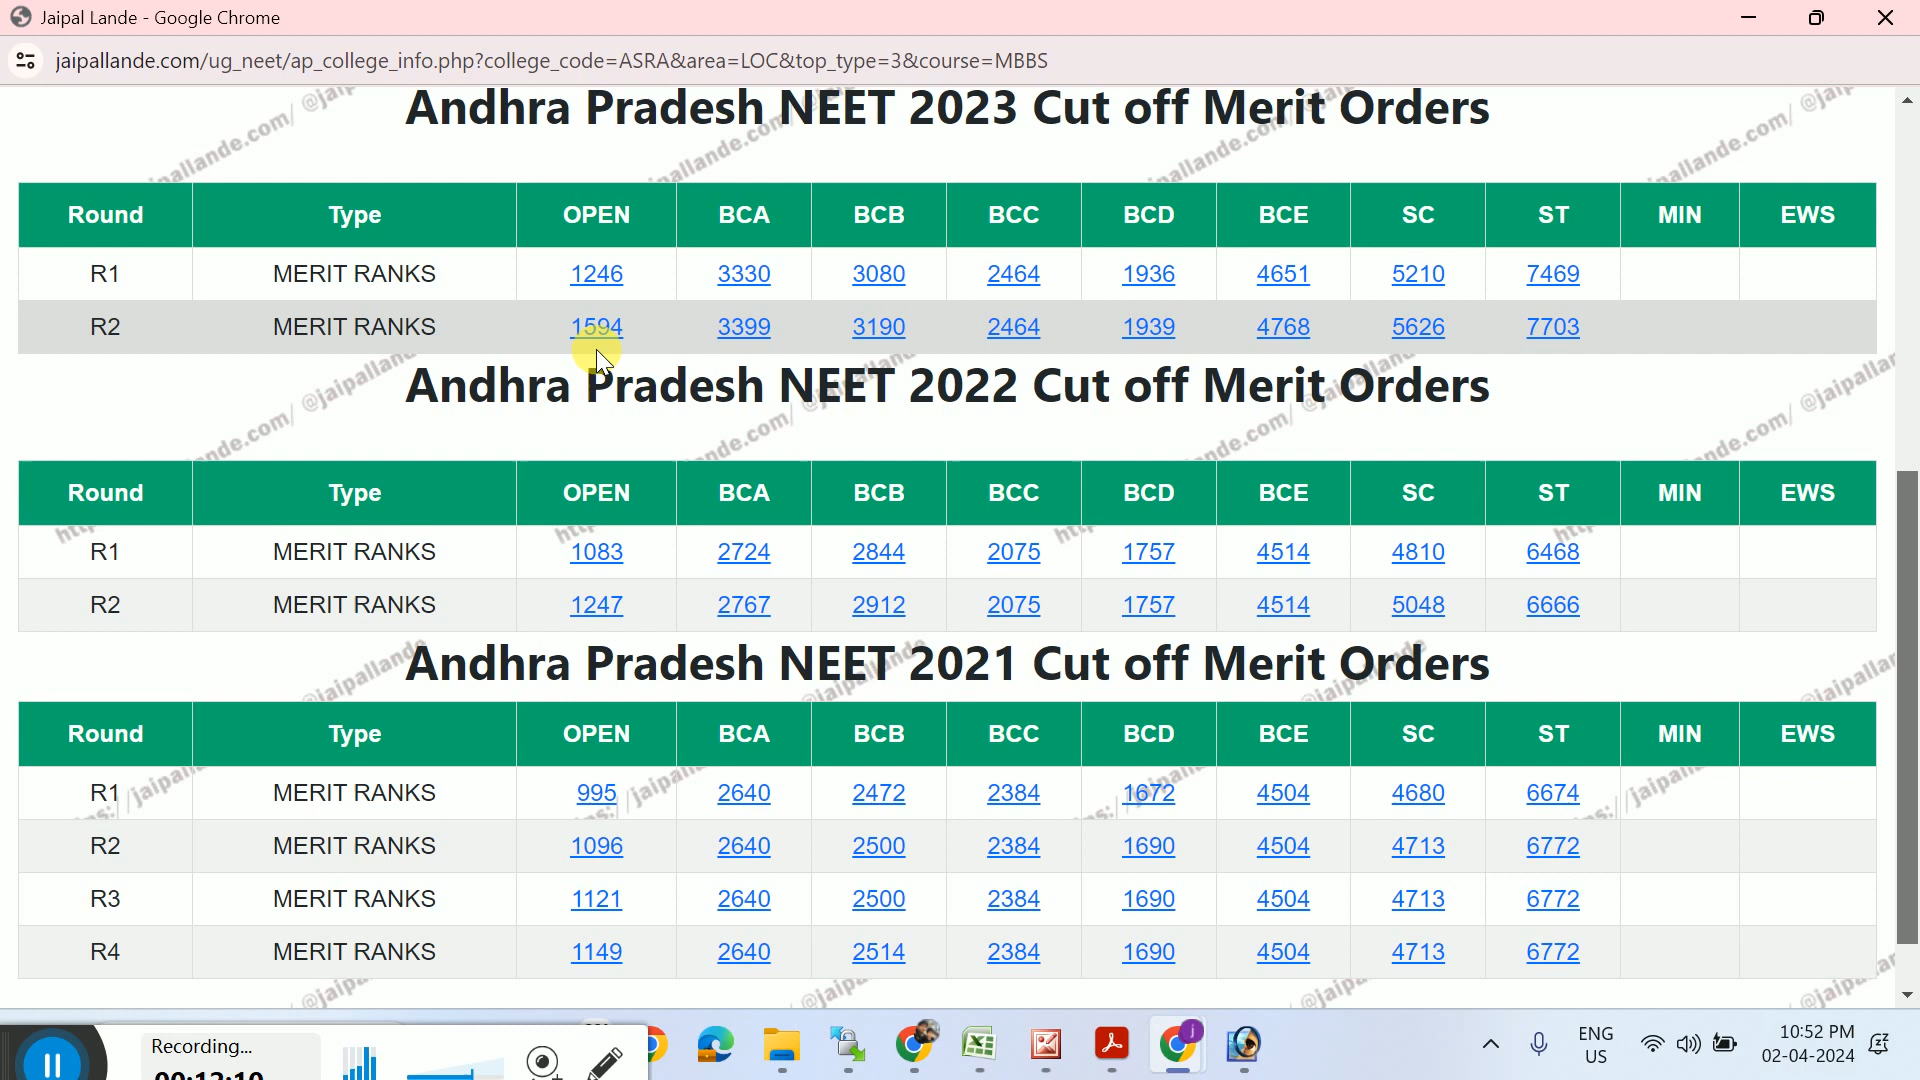 Jaipal Lande - Google Chrome
jaipallande.com/ug_neet/ap_college_info.php?college_code=ASRA&area=LOC&top_type=3&course=MBBS
Andhra Pradesh NEET 2023 Cut off Merit Orders
Round Type OPEN BCA BCB BCC BCD BCE SC ST MIN EWS
R1 MERIT RANKS 1246 3330 3080 2464 1936 4651 5210 7469
R2 MERIT RANKS 1594 3399 3190 2464 1939 4768 5626 7703
Andhra Pradesh NEET 2022 Cut off Merit Orders
Round Type OPEN BCA BCB BCC BCD BCE SC ST MIN EWS
R1 MERIT RANKS 1083 2724 2844 2075 1757 4514 4810 6468
R2 MERIT RANKS 1247 2767 2912 2075 1757 4514 5048 6666
Andhra Pradesh NEET 2021 Cut off Merit Orders
Round Type OPEN BCA BCB BCC BCD BCE SC ST MIN EWS
R1 MERIT RANKS 995 2640 2472 2384 1672 4504 4680 6674
R2 MERIT RANKS 1096 2640 2500 2384 1690 4504 4713 6772
R3 MERIT RANKS 1121 2640 2500 2384 1690 4504 4713 6772
R4 MERIT RANKS 1149 2640 2514 2384 1690 4504 4713 6772
Recording...
00:12:10
ENG
US
10:52 PM
02-04-2024